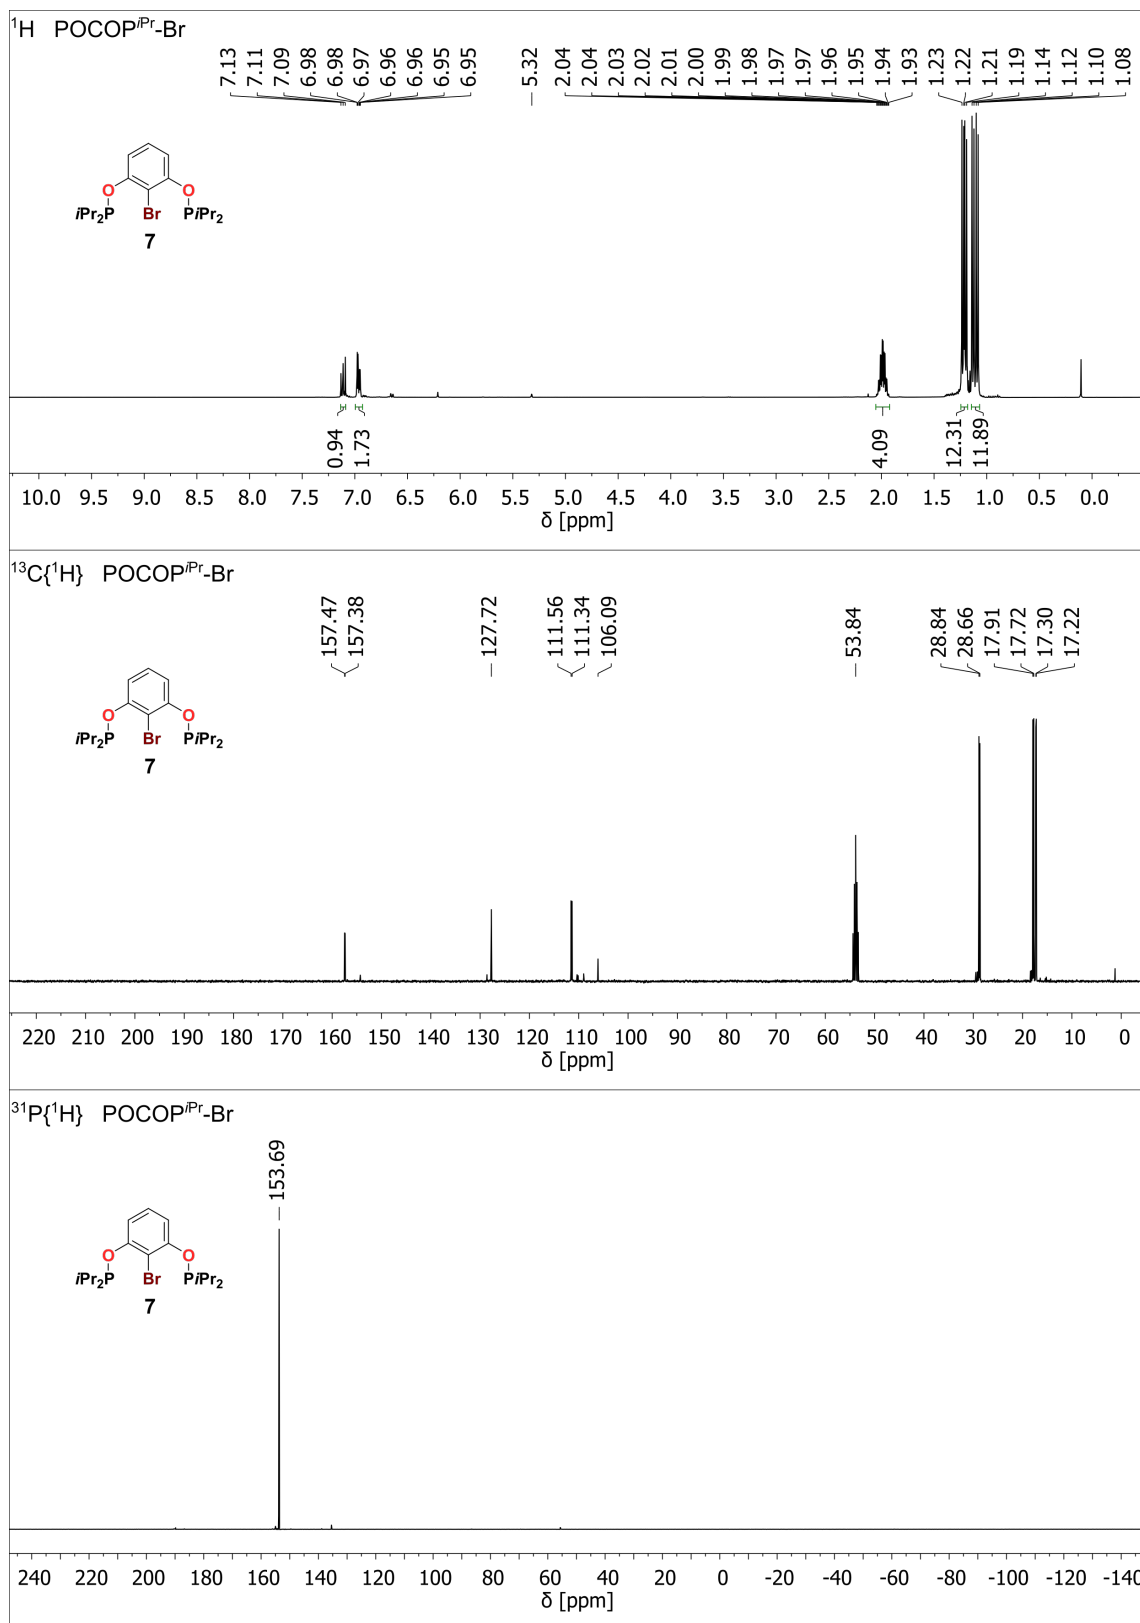 ¹H POCOPⁱᴾʳ-Br
7.13 7.11 7.09 6.98 6.98 6.97 6.96 6.96 6.95 6.95 5.32 2.04 2.04 2.03 2.02 2.01 2.00 1.99 1.98 1.97 1.97 1.96 1.95 1.94 1.93 1.23 1.22 1.21 1.19 1.14 1.12 1.10 1.08
O O
iPr₂P Br PiPr₂
7
0.94 1.73 4.09 12.31 11.89
10.0 9.5 9.0 8.5 8.0 7.5 7.0 6.5 6.0 5.5 5.0 4.5 4.0 3.5 3.0 2.5 2.0 1.5 1.0 0.5 0.0
δ [ppm]
¹³C{¹H} POCOPⁱᴾʳ-Br
157.47 157.38 127.72 111.56 111.34 106.09 53.84 28.84 28.66 17.91 17.72 17.30 17.22
O O
iPr₂P Br PiPr₂
7
220 210 200 190 180 170 160 150 140 130 120 110 100 90 80 70 60 50 40 30 20 10 0
δ [ppm]
³¹P{¹H} POCOPⁱᴾʳ-Br
153.69
O O
iPr₂P Br PiPr₂
7
240 220 200 180 160 140 120 100 80 60 40 20 0 -20 -40 -60 -80 -100 -120 -140
δ [ppm]